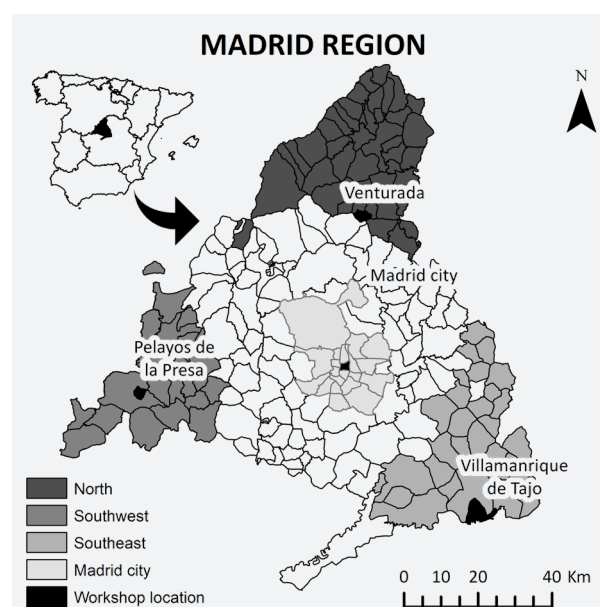 MADRID REGION
N
Venturada
Madrid city
Pelayos de
la Presa
Villamanrique
de Tajo
North
Southwest
Southeast
Madrid city
Workshop location
0 10 20 40 Km